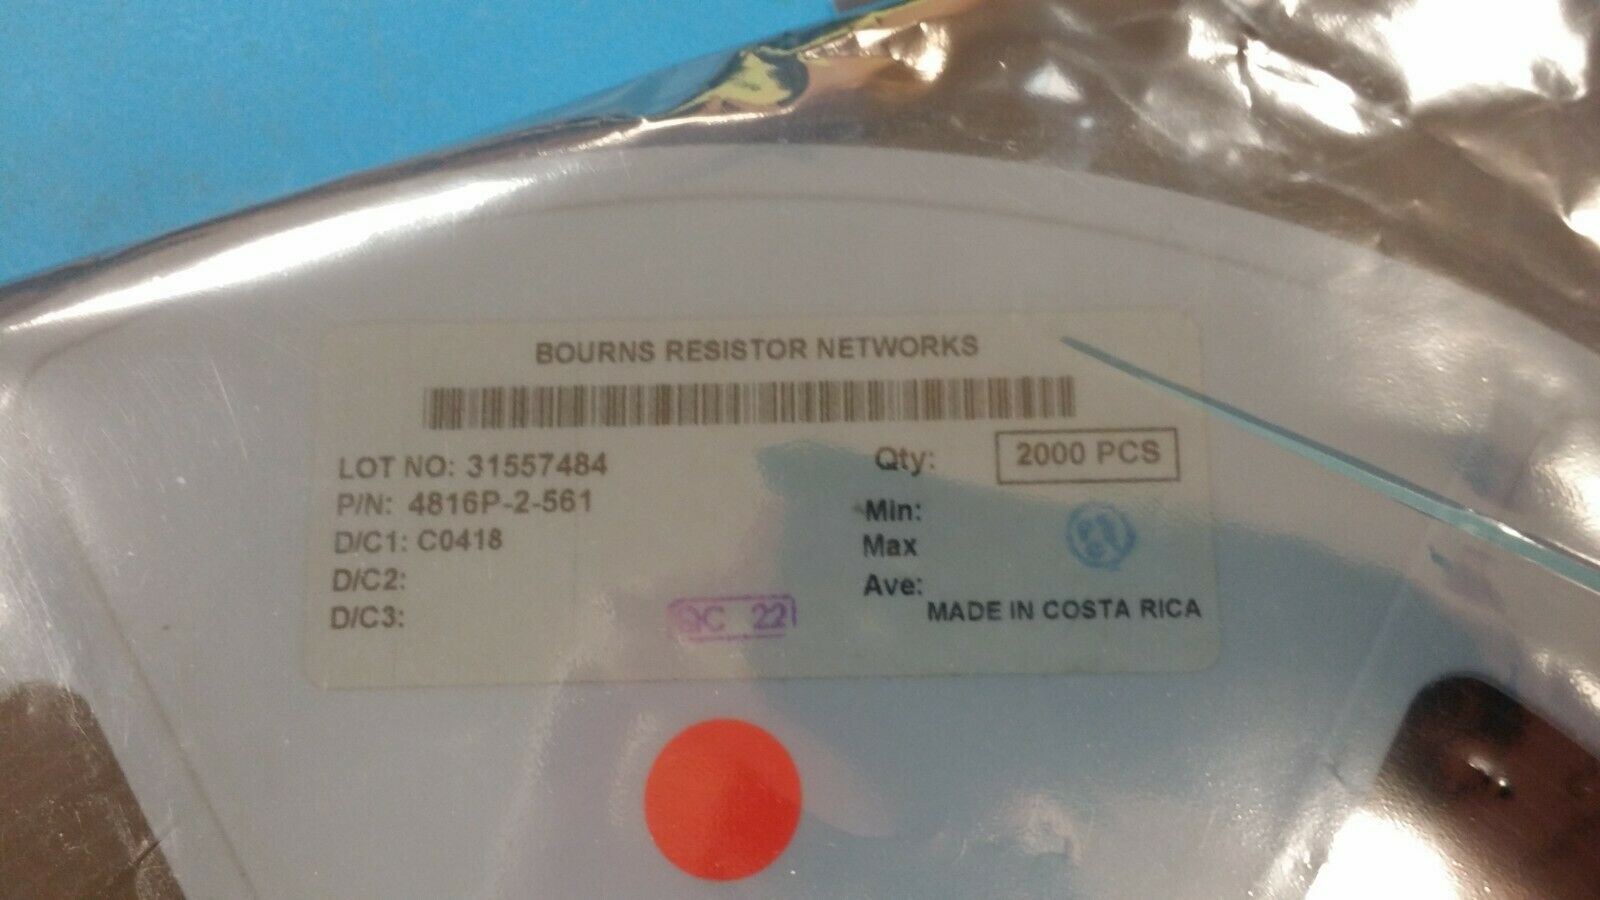 BOURNS RESISTOR NETWORKS
LOT NO: 31557484
Qty: 2000 PCS
P/N: 4816P-2-561
Min:
D/C1: C0418
Max
D/C2:
Ave:
D/C3:
QC 22
MADE IN COSTA RICA